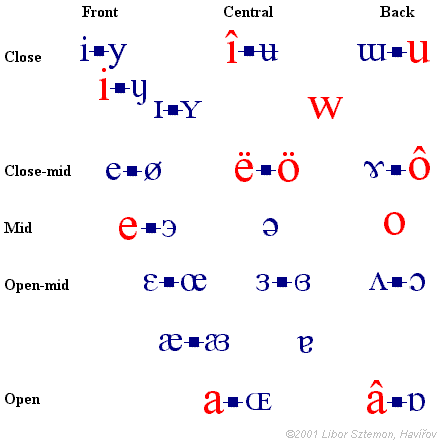 Front Central Back
Close i y î ʉ ɯ u
i ɥ
I Y w
Close-mid e ø ë ö ɤ ô
Mid e ə o
Open-mid ɛ œ ɜ ɞ ʌ ɔ
æ ɐ
Open a Œ â ɒ
©2001 Libor Sztemon, Havířov